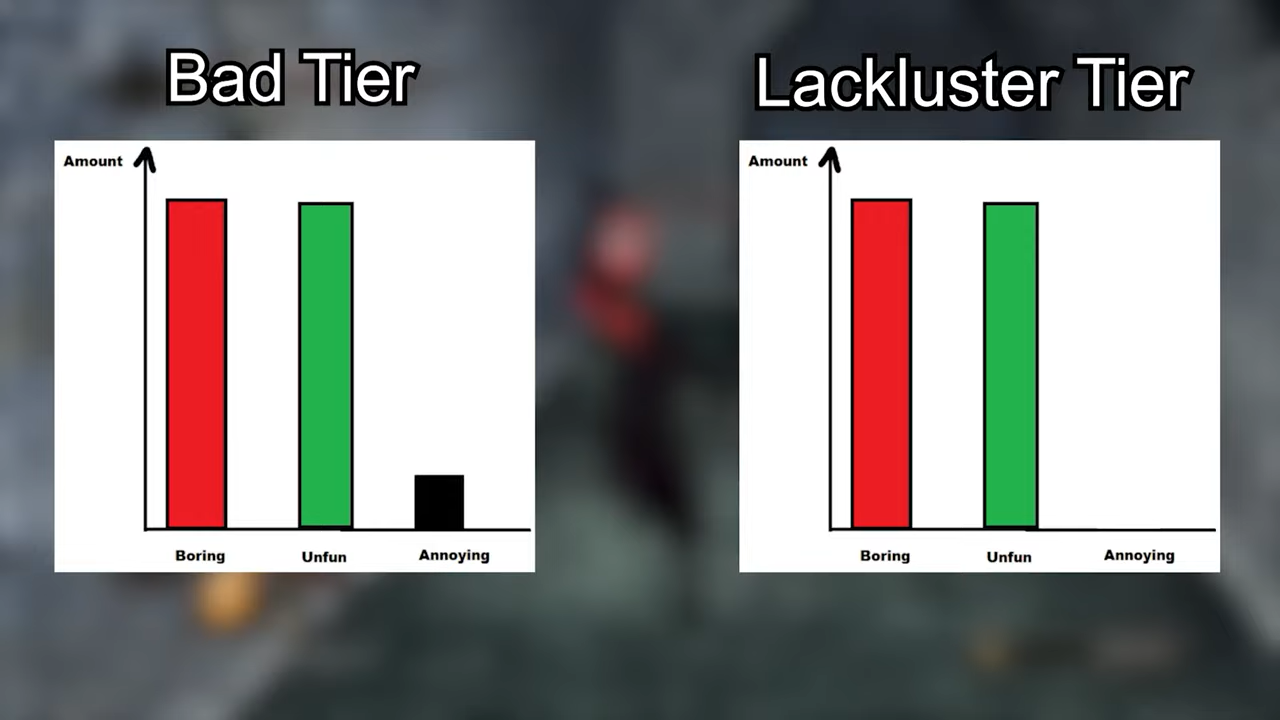 Bad Tier
Lackluster Tier
Amount
Boring
Unfun
Annoying
Amount
Boring
Unfun
Annoying